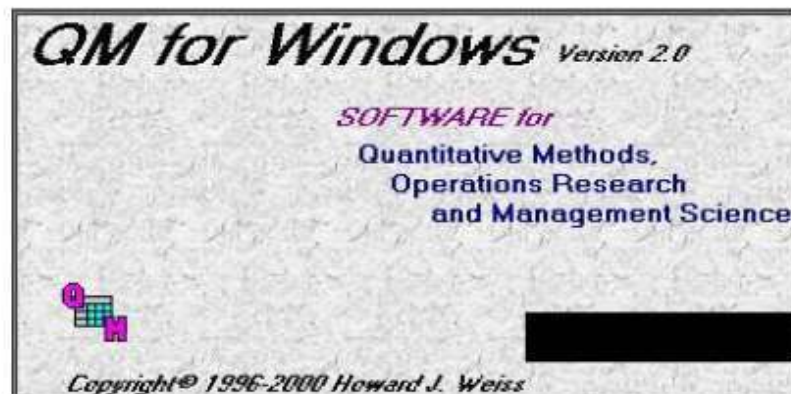 QM for Windows Version 2.0
SOFTWARE for
Quantitative Methods,
Operations Research
and Management Science
Q
M
Copyright© 1996-2000 Howard J. Weiss